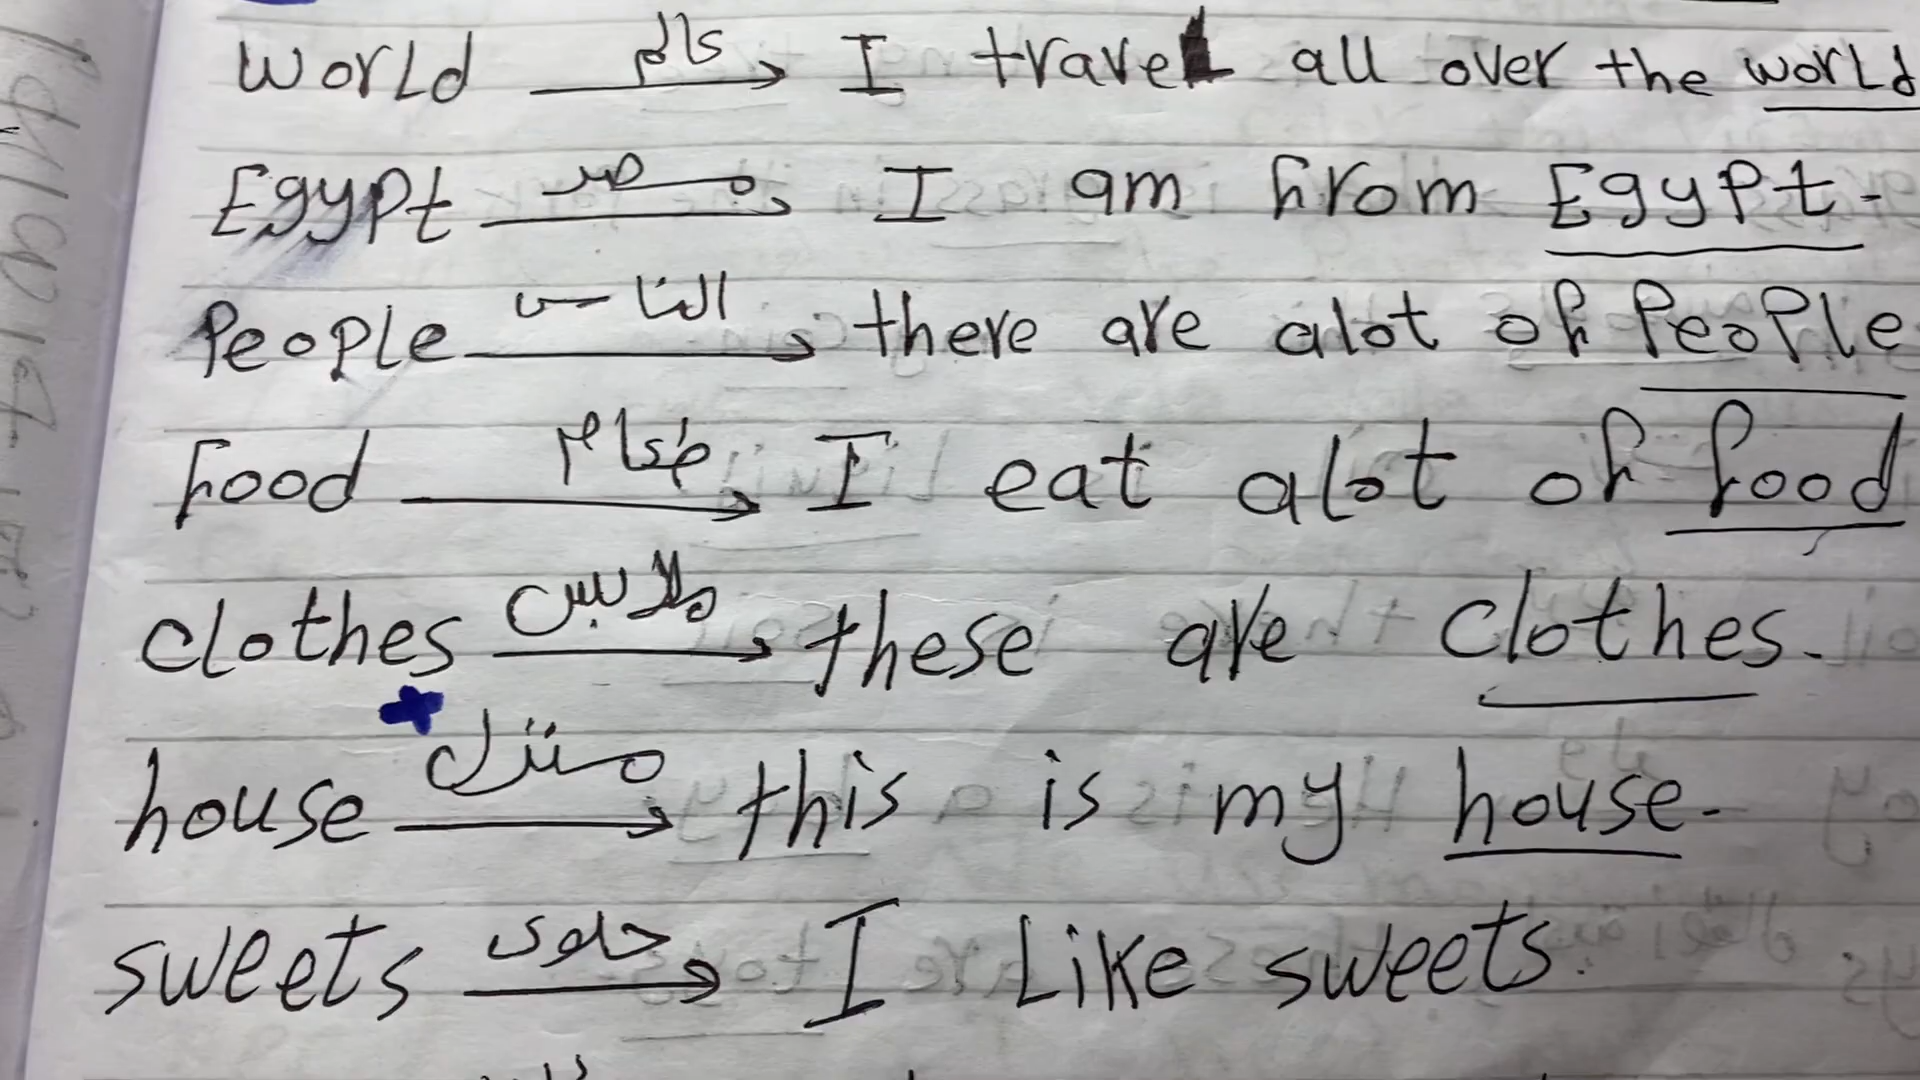 World عالم → I travel all over the world
Egypt مصر → I am from Egypt.
People الناس → there are alot of People
Food طعام → I eat alot of food
clothes ملابس → these are clothes.
house منزل → this is my house.
sweets حلوى → I Like sweets.